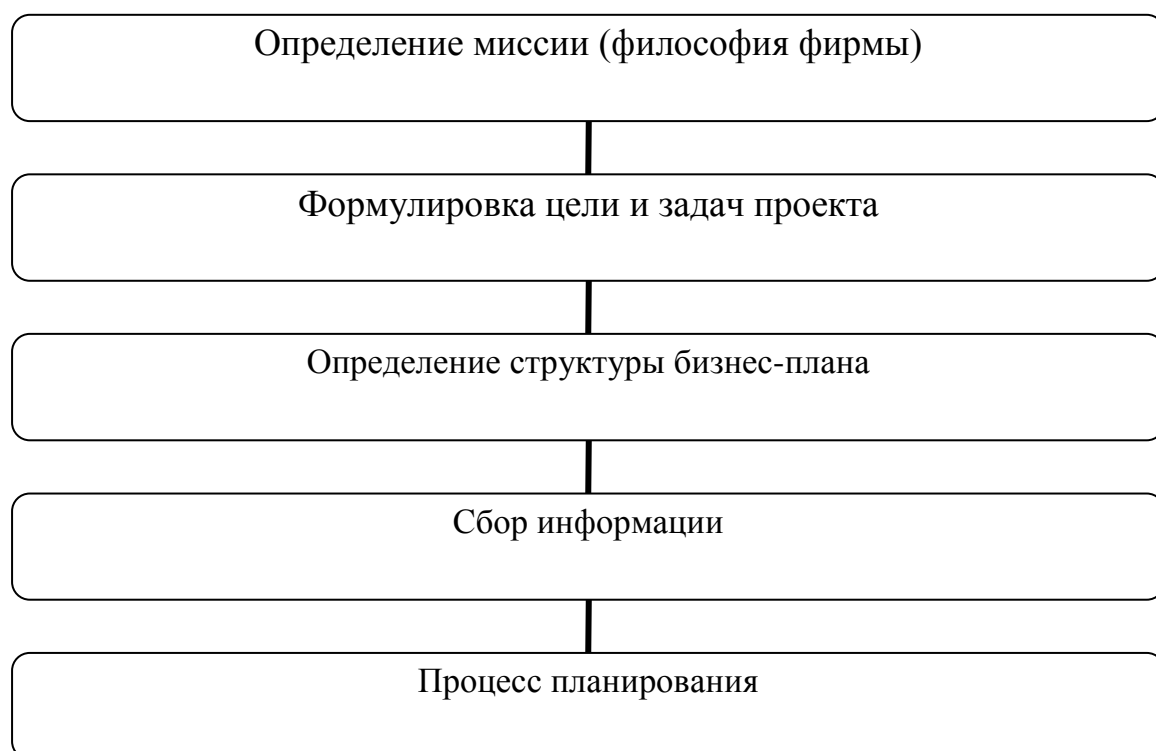 Определение миссии (философия фирмы)
Формулировка цели и задач проекта
Определение структуры бизнес-плана
Сбор информации
Процесс планирования